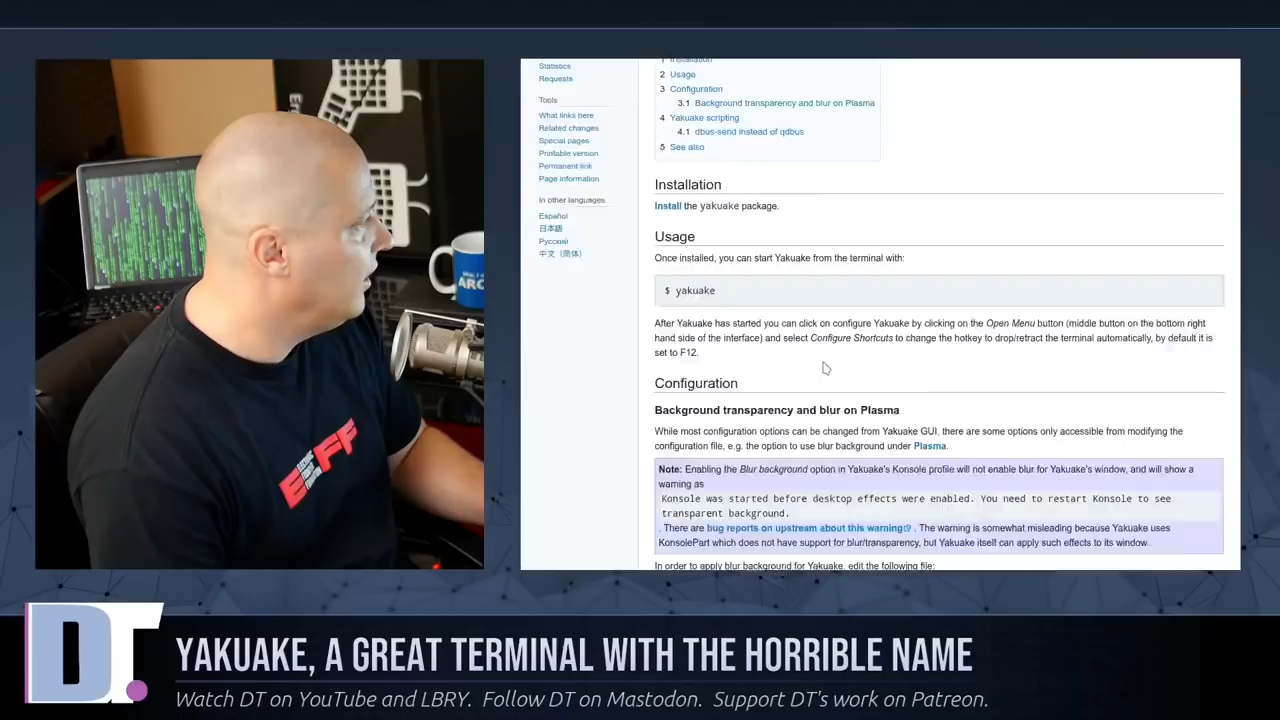 Statistics
Requests
Tools
What links here
Related changes
Special pages
Printable version
Permanent link
Page information
In other languages
Español
日本語
Русский
中文（简体）
1 Installation
2 Usage
3 Configuration
3.1 Background transparency and blur on Plasma
4 Yakuake scripting
4.1 dbus-send instead of qdbus
5 See also
Installation
Install the yakuake package.
Usage
Once installed, you can start Yakuake from the terminal with:
$ yakuake
After Yakuake has started you can click on configure Yakuake by clicking on the Open Menu button (middle button on the bottom right
hand side of the interface) and select Configure Shortcuts to change the hotkey to drop/retract the terminal automatically, by default it is
set to F12.
Configuration
Background transparency and blur on Plasma
While most configuration options can be changed from Yakuake GUI, there are some options only accessible from modifying the
configuration file, e.g. the option to use blur background under Plasma.
Note: Enabling the Blur background option in Yakuake's Konsole profile will not enable blur for Yakuake's window, and will show a
warning as
Konsole was started before desktop effects were enabled. You need to restart Konsole to see
transparent background.
. There are bug reports on upstream about this warning . The warning is somewhat misleading because Yakuake uses
KonsolePart which does not have support for blur/transparency, but Yakuake itself can apply such effects to its window.
In order to apply blur background for Yakuake, edit the following file:
ARC
EFF
DT.
YAKUAKE, A GREAT TERMINAL WITH THE HORRIBLE NAME
Watch DT on YouTube and LBRY. Follow DT on Mastodon. Support DT's work on Patreon.